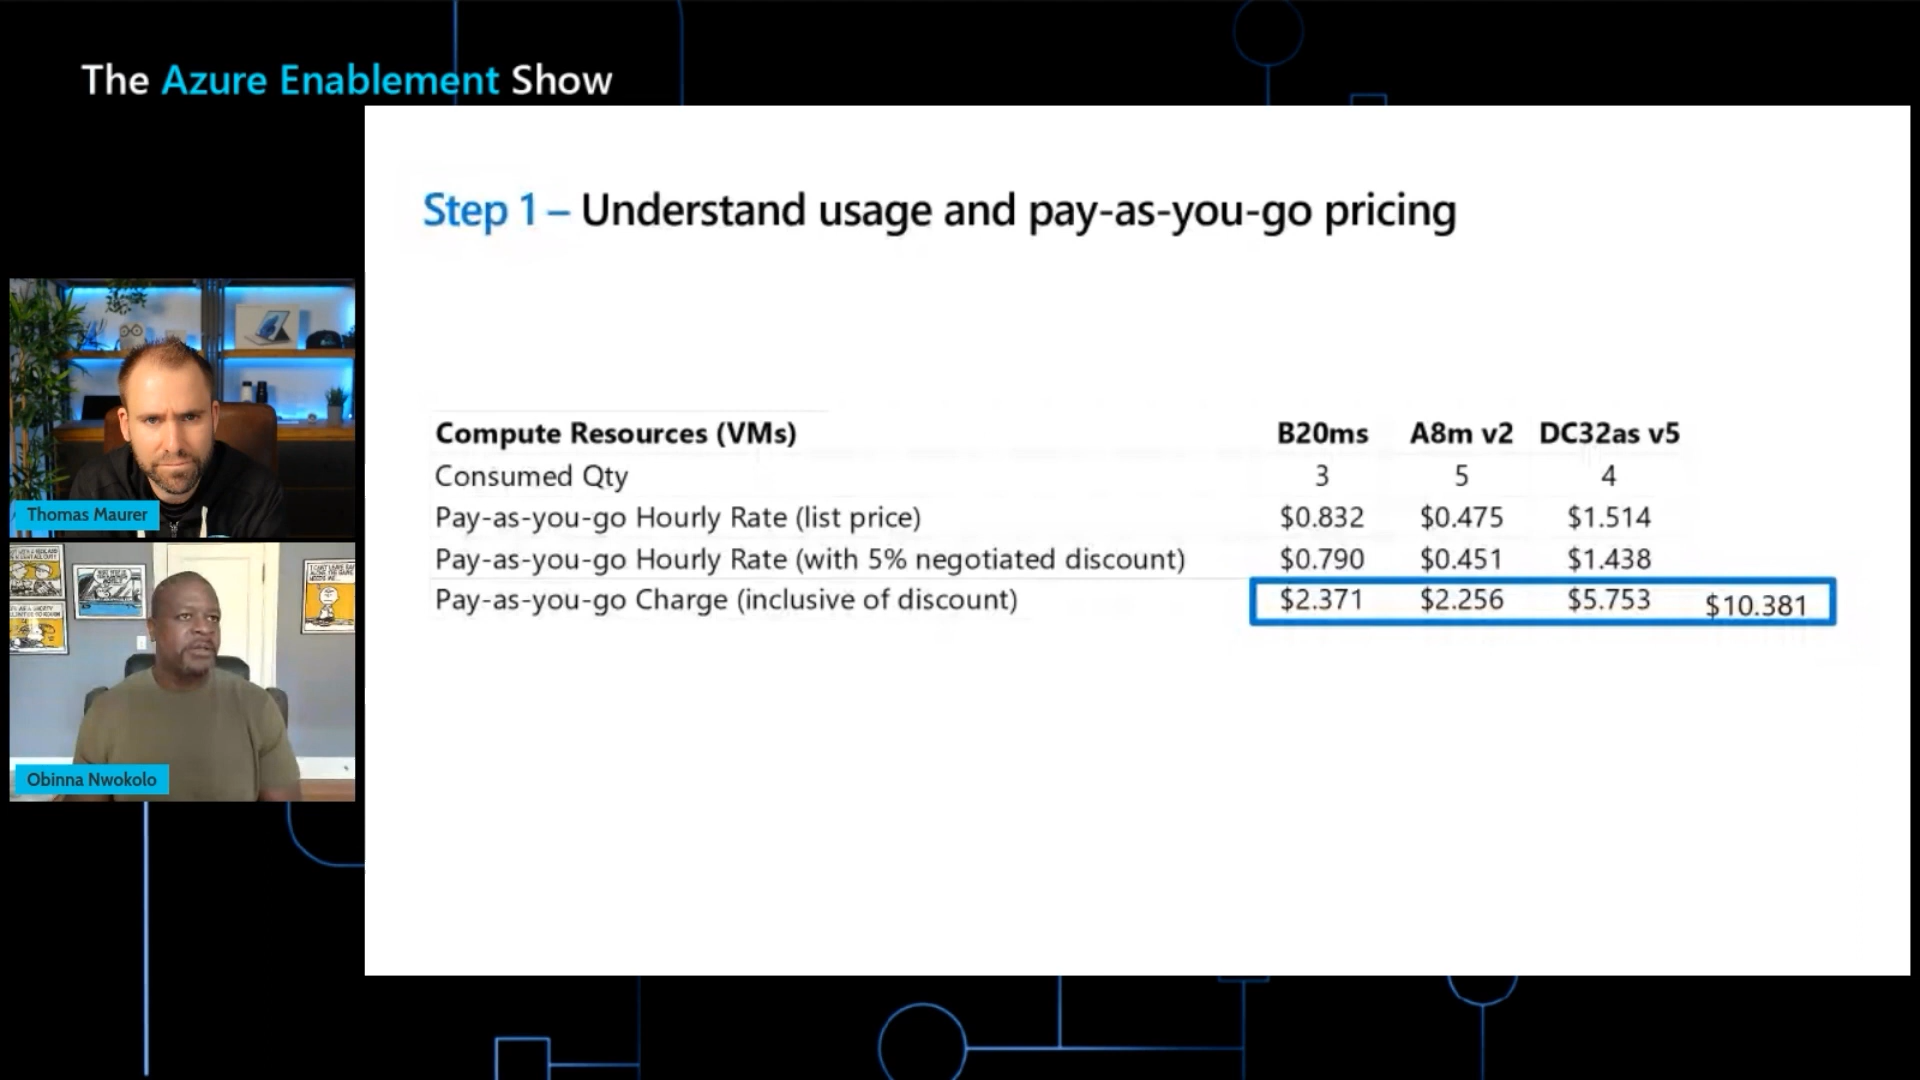 The Azure Enablement Show
Step 1 – Understand usage and pay-as-you-go pricing
Compute Resources (VMs) B20ms A8m v2 DC32as v5
Consumed Qty 3 5 4
Pay-as-you-go Hourly Rate (list price) $0.832 $0.475 $1.514
Pay-as-you-go Hourly Rate (with 5% negotiated discount) $0.790 $0.451 $1.438
Pay-as-you-go Charge (inclusive of discount) $2.371 $2.256 $5.753 $10.381
Thomas Maurer
Obinna Nwokolo